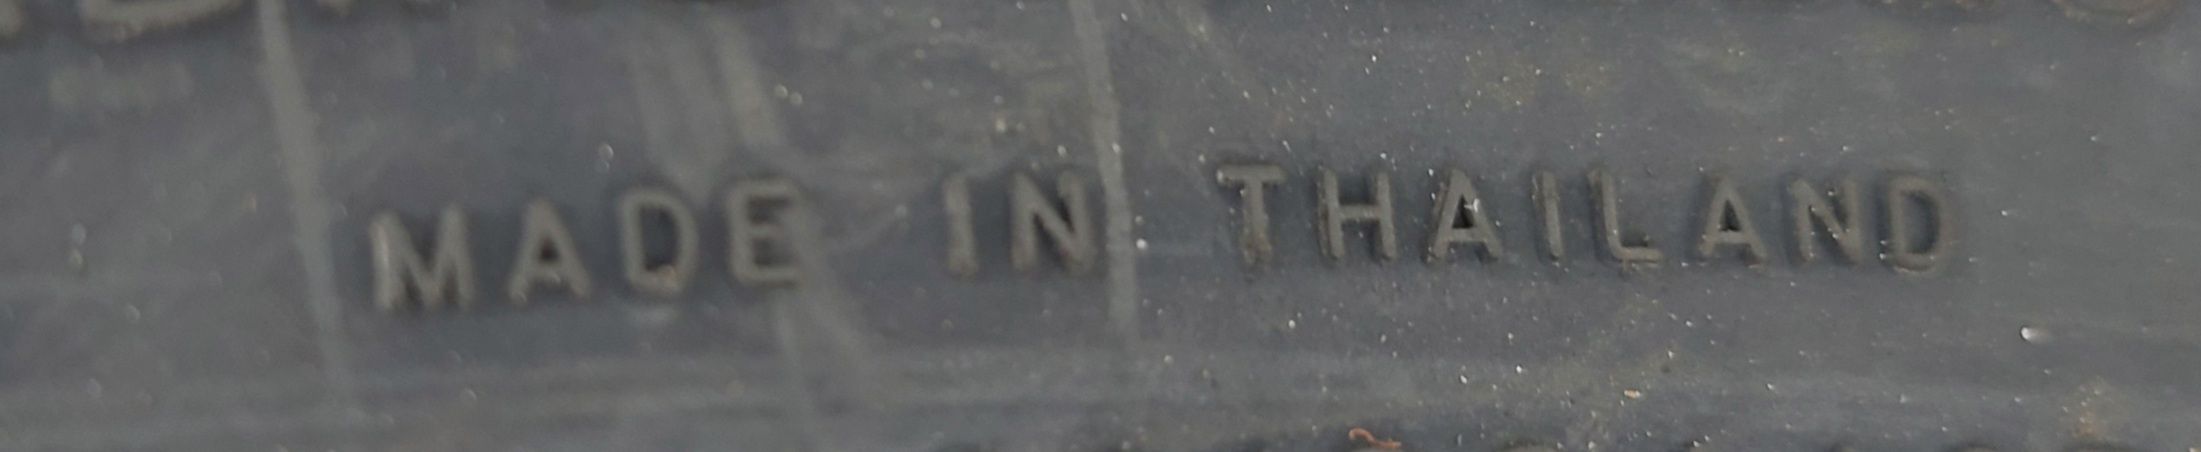 MADE IN THAILAND